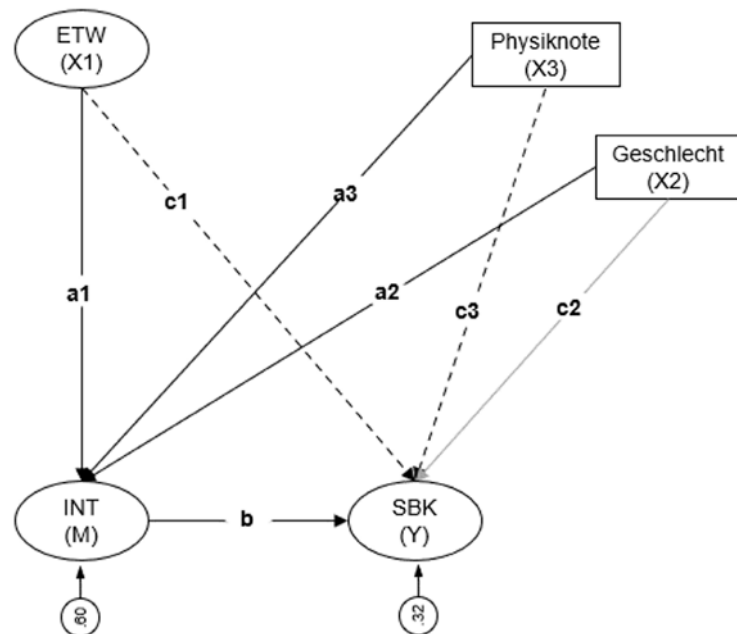 ETW
(X1)
Physiknote
(X3)
Geschlecht
(X2)
c1
a3
a1
a2
c3
c2
INT
(M)
b
SBK
(Y)
.60
.32